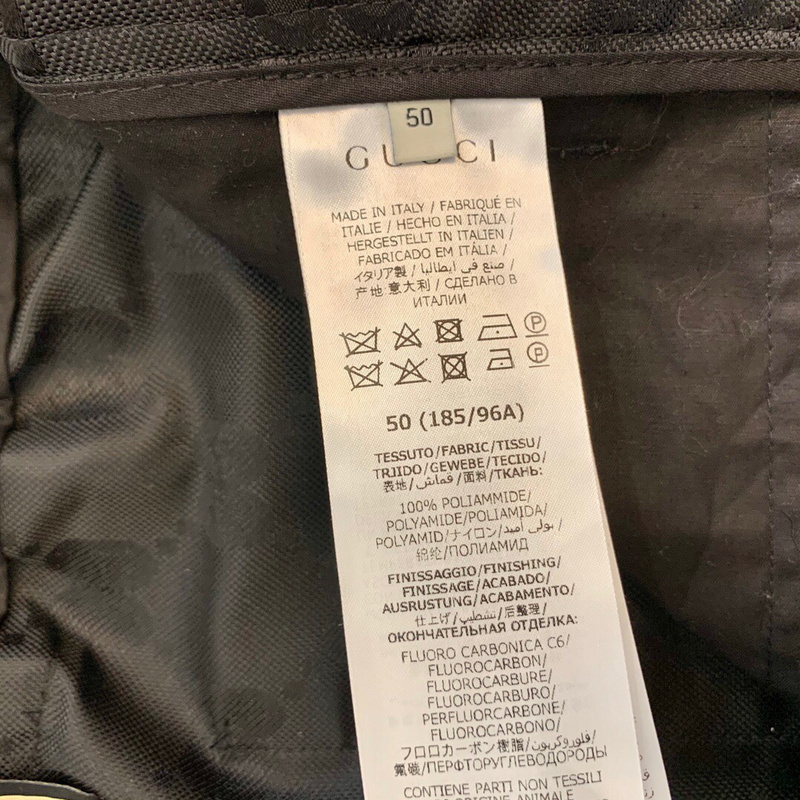 50
GUCCI
MADE IN ITALY / FABRIQUÉ EN
ITALIE / HECHO EN ITALIA /
HERGESTELLT IN ITALIEN /
FABRICADO EM ITÁLIA /
イタリア製 / صنع في ايطاليا /
产地:意大利 / СДЕЛАНО В
ИТАЛИИ
P
P
50 (185/96A)
TESSUTO/FABRIC/TISSU/
TRJIDO/GEWEBE/TECIDO/
表地/قماش/面料/ТКАНЬ:
100% POLIAMMIDE/
POLYAMIDE/POLIAMIDA/
POLYAMID/ナイロン/بولي أميد/
锦纶/ПОЛИАМИД
FINISSAGGIO/FINISHING/
FINISSAGE/ACABADO/
AUSRUSTUNG/ACABAMENTO/
仕上げ/تشطيب/后整理/
ОКОНЧАТЕЛЬНАЯ ОТДЕЛКА:
FLUORO CARBONICA C6/
FLUOROCARBON/
FLUOROCARBURE/
FLUOROCARBURO/
PERFLUORCARBONE/
FLUOROCARBONO/
フロロカーボン樹脂/فلوروكربون/
氟碳/ПЕРФТОРУГЛЕВОДОРОДЫ
CONTIENE PARTI NON TESSILI